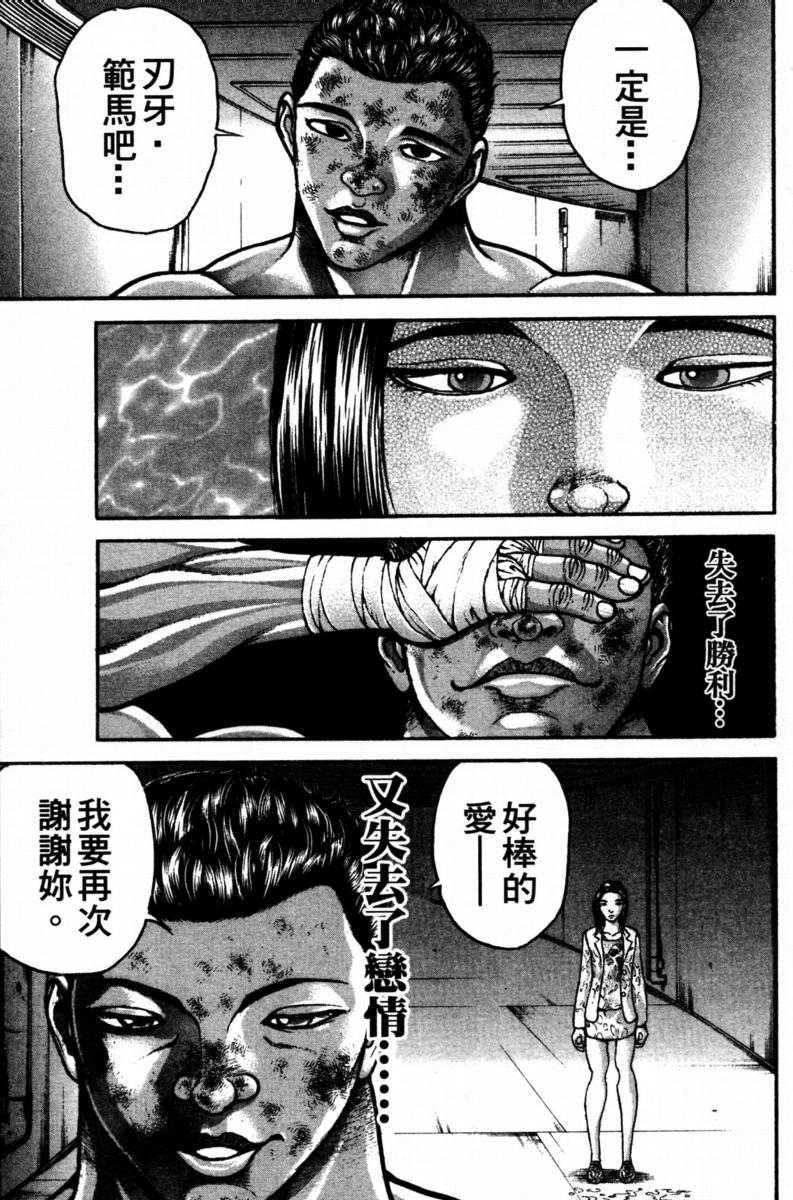 一定是…
刃牙．
範馬吧…
失去了勝利…
好棒的
愛—
又失去了戀情……
我要再次
謝謝妳。